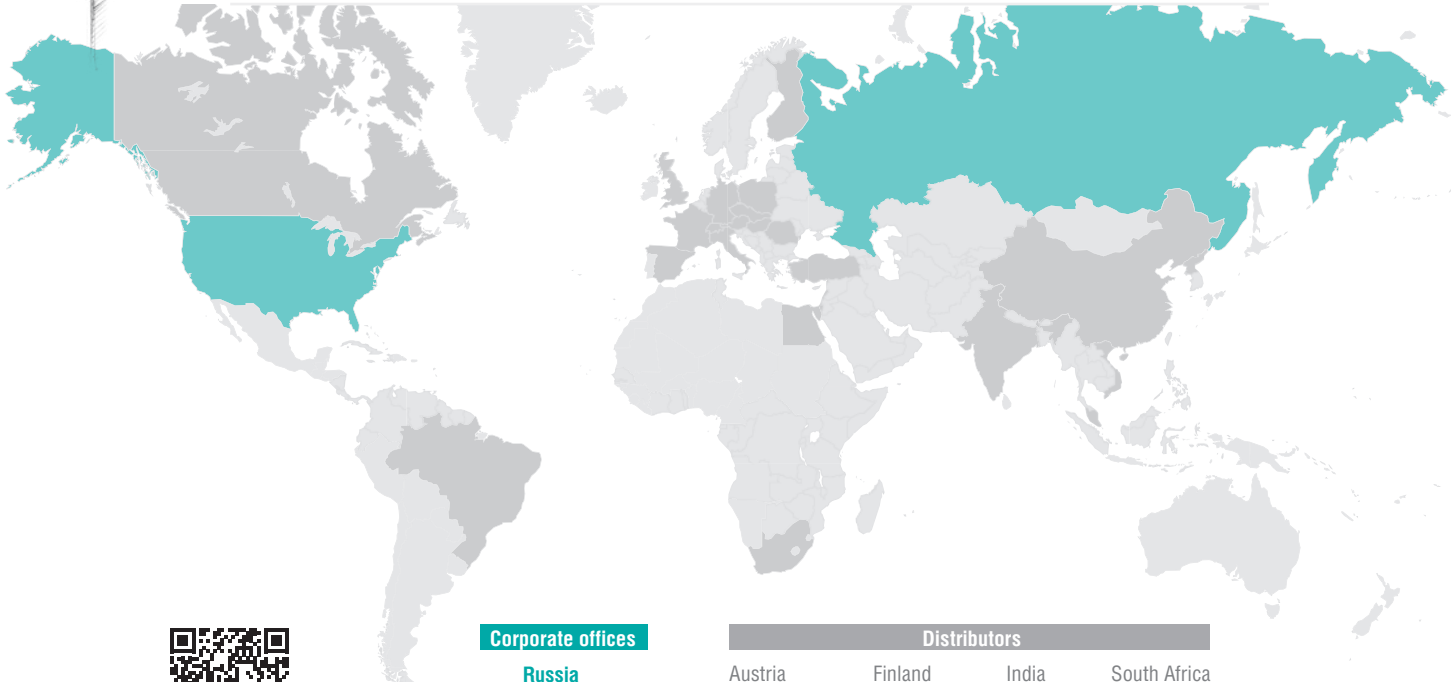 Corporate offices
Distributors
Russia
Austria
Finland
India
South Africa